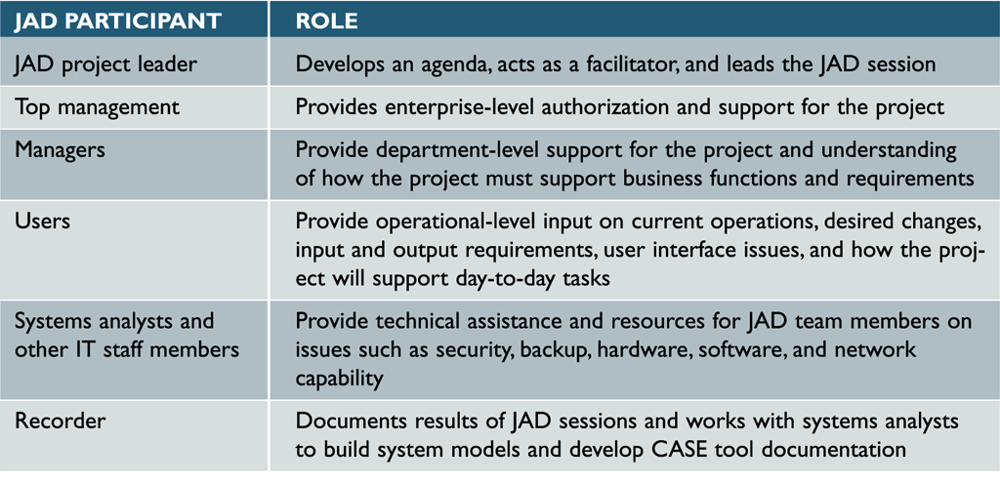 JAD PARTICIPANT ROLE
JAD project leader Develops an agenda, acts as a facilitator, and leads the JAD session
Top management Provides enterprise-level authorization and support for the project
Managers Provide department-level support for the project and understanding
of how the project must support business functions and requirements
Users Provide operational-level input on current operations, desired changes,
input and output requirements, user interface issues, and how the proj-
ect will support day-to-day tasks
Systems analysts and Provide technical assistance and resources for JAD team members on
other IT staff members issues such as security, backup, hardware, software, and network
capability
Recorder Documents results of JAD sessions and works with systems analysts
to build system models and develop CASE tool documentation